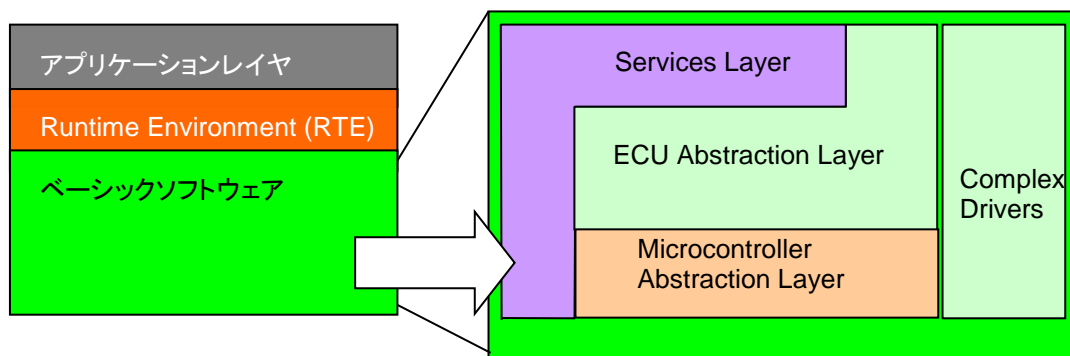 アプリケーションレイヤ
Runtime Environment (RTE)
ベーシックソフトウェア
Services Layer
ECU Abstraction Layer
Microcontroller
Abstraction Layer
Complex
Drivers